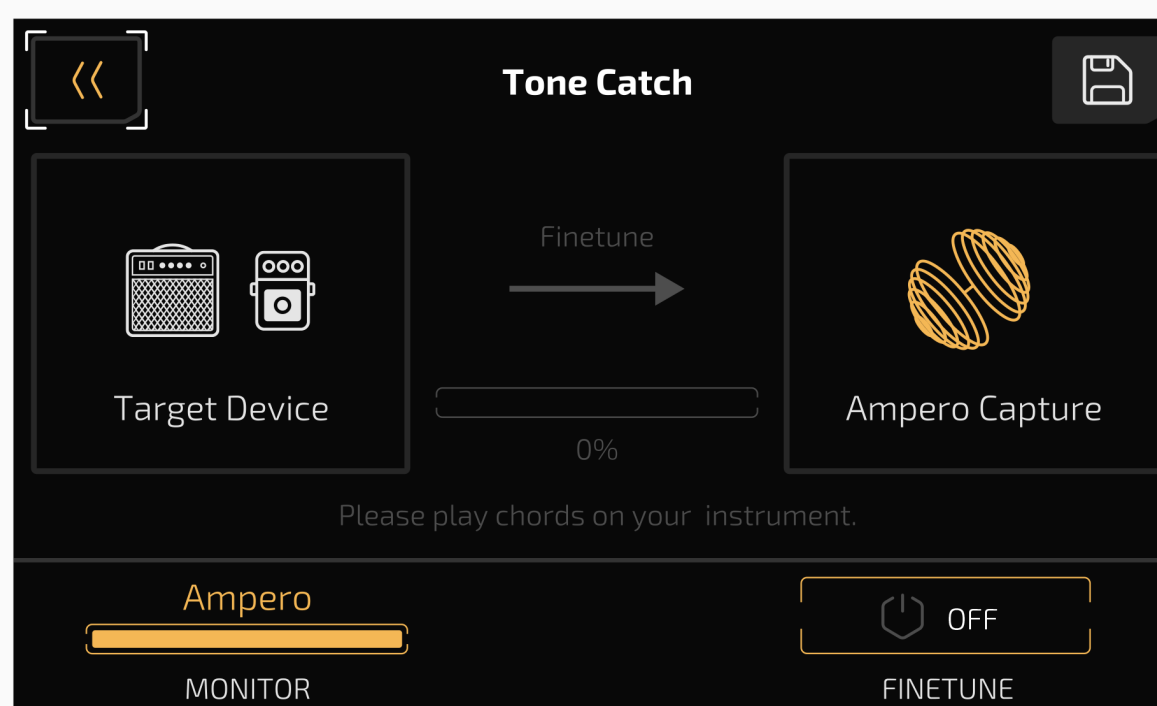 Tone Catch
Finetune
Target Device
Ampero Capture
0%
Please play chords on your instrument.
Ampero
OFF
MONITOR
FINETUNE